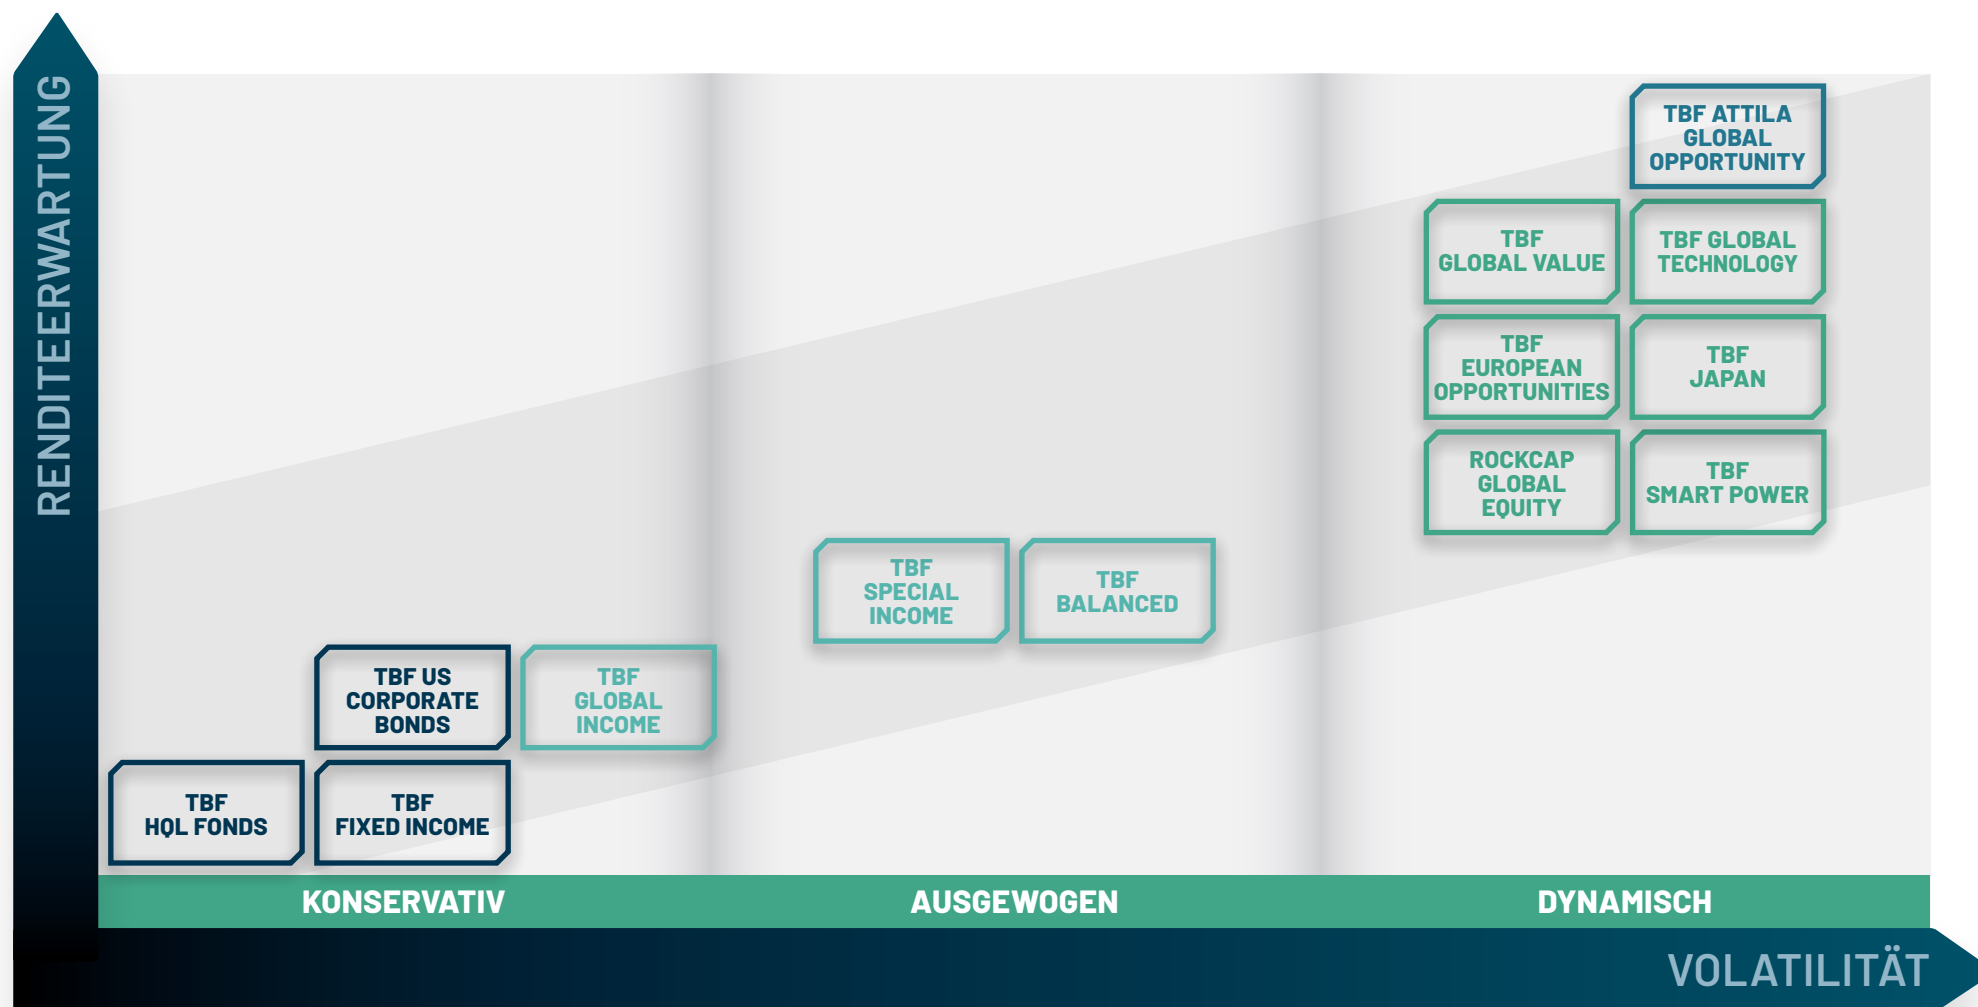 RENDITEERWARTUNG
TBF ATTILA
GLOBAL
OPPORTUNITY
TBF
GLOBAL VALUE
TBF GLOBAL
TECHNOLOGY
TBF
EUROPEAN
OPPORTUNITIES
TBF
JAPAN
ROCKCAP
GLOBAL
EQUITY
TBF
SMART POWER
TBF
SPECIAL
INCOME
TBF
BALANCED
TBF US
CORPORATE
BONDS
TBF
GLOBAL
INCOME
TBF
HQL FONDS
TBF
FIXED INCOME
KONSERVATIV
AUSGEWOGEN
DYNAMISCH
VOLATILITÄT